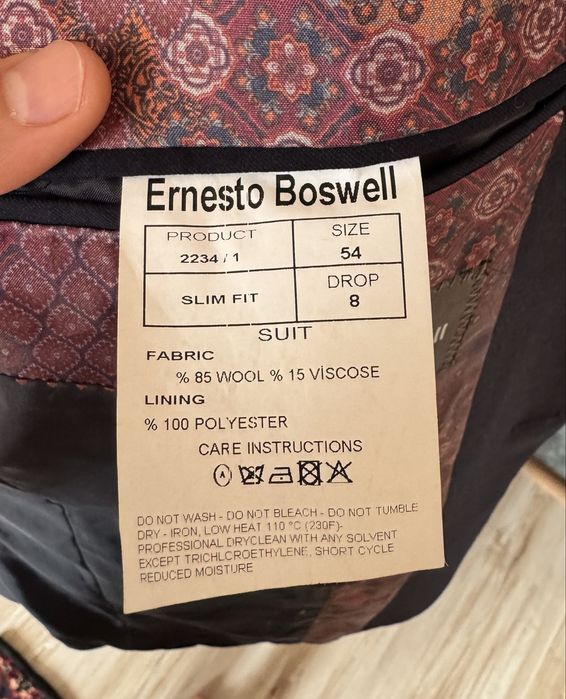 Ernesto Boswell
PRODUCT
2234 / 1
SIZE
54
SLIM FIT
DROP
8
SUIT
FABRIC
% 85 WOOL % 15 VİSCOSE
LINING
% 100 POLYESTER
CARE INSTRUCTIONS
A
DO NOT WASH - DO NOT BLEACH - DO NOT TUMBLE
DRY - IRON, LOW HEAT 110 °C (230F)-
PROFESSIONAL DRYCLEAN WITH ANY SOLVENT
EXCEPT TRICHLCROETHYLENE, SHORT CYCLE
REDUCED MOISTURE